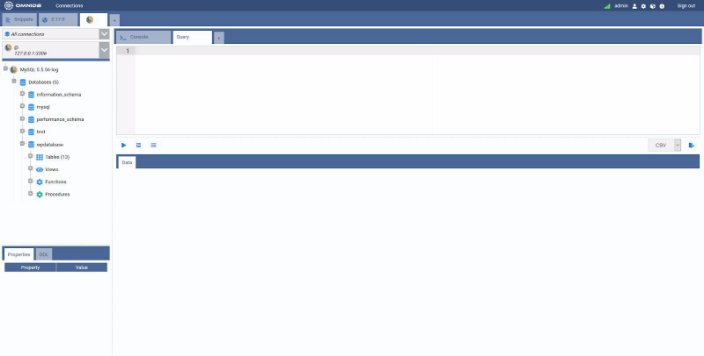 OMNIDB Connections admin Sign out
Snippets 2.17.0 +
All connections
127.0.0.1:3306
MySQL 5.5.56-log
Databases (5)
information_schema
mysql
performance_schema
test
wpdatabase
Tables (13)
Views
Functions
Procedures
Properties DDL
Property Value
Console Query +
1
CSV
Data